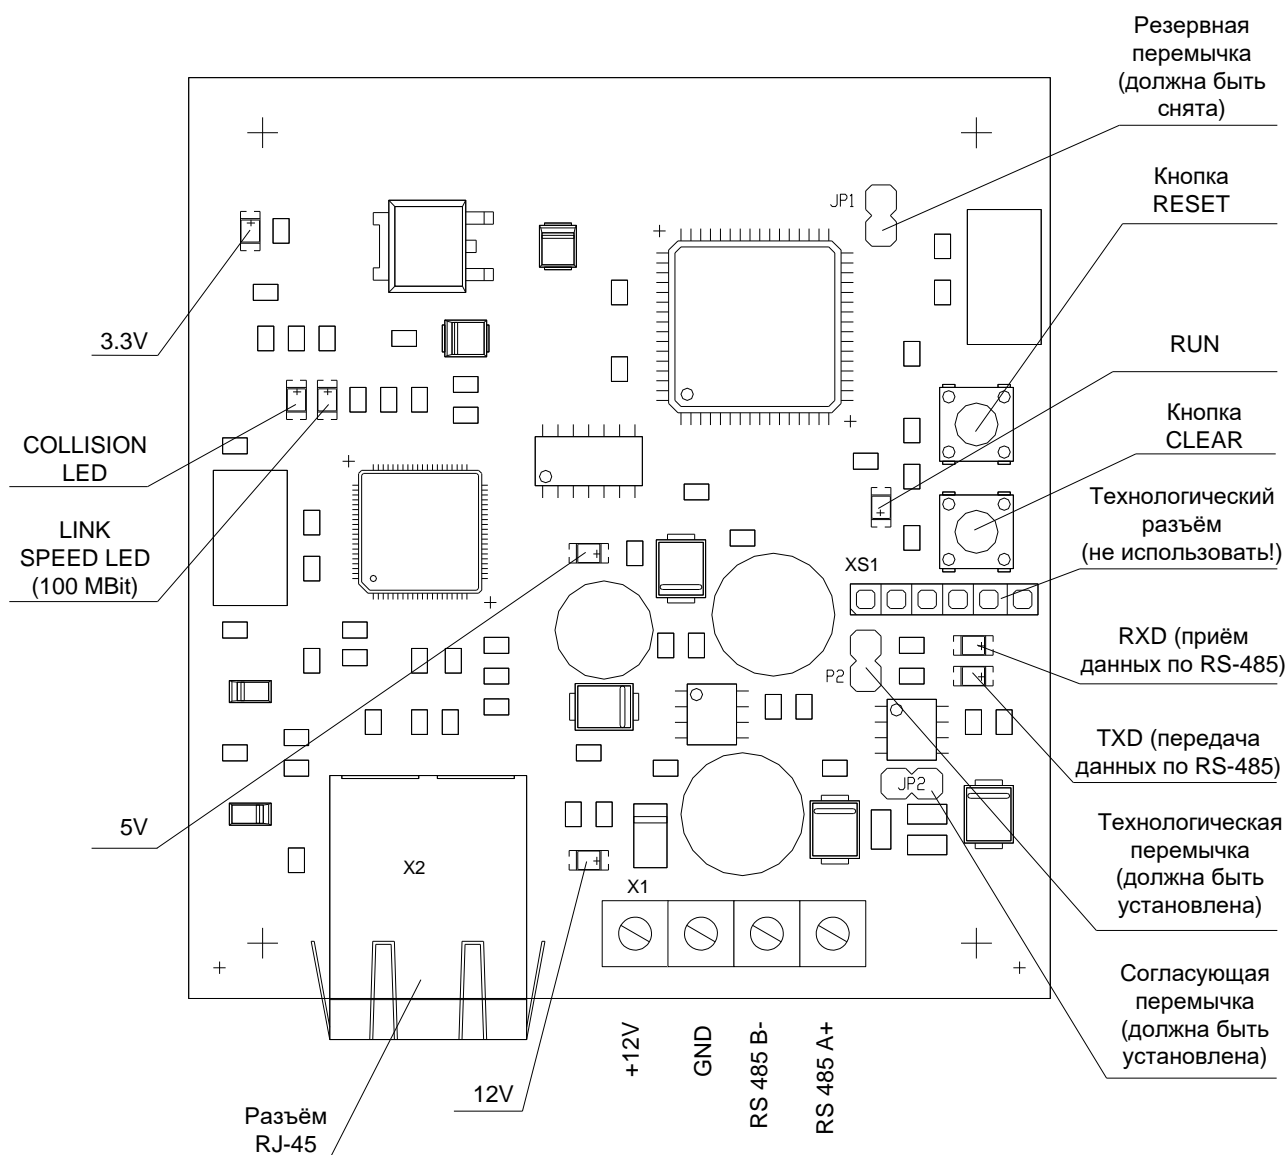 Резервная
перемычка
(должна быть
снята)
JP1
Кнопка
RESET
3.3V
RUN
Кнопка
CLEAR
COLLISION
LED
LINK
SPEED LED
(100 MBit)
Технологический
разъём
(не использовать!)
XS1
RXD (приём
данных по RS-485)
P2
TXD (передача
данных по RS-485)
JP2
5V
Технологическая
перемычка
(должна быть
установлена)
X2
X1
Согласующая
перемычка
(должна быть
установлена)
+12V
GND
RS 485 B-
RS 485 A+
12V
Разъём
RJ-45